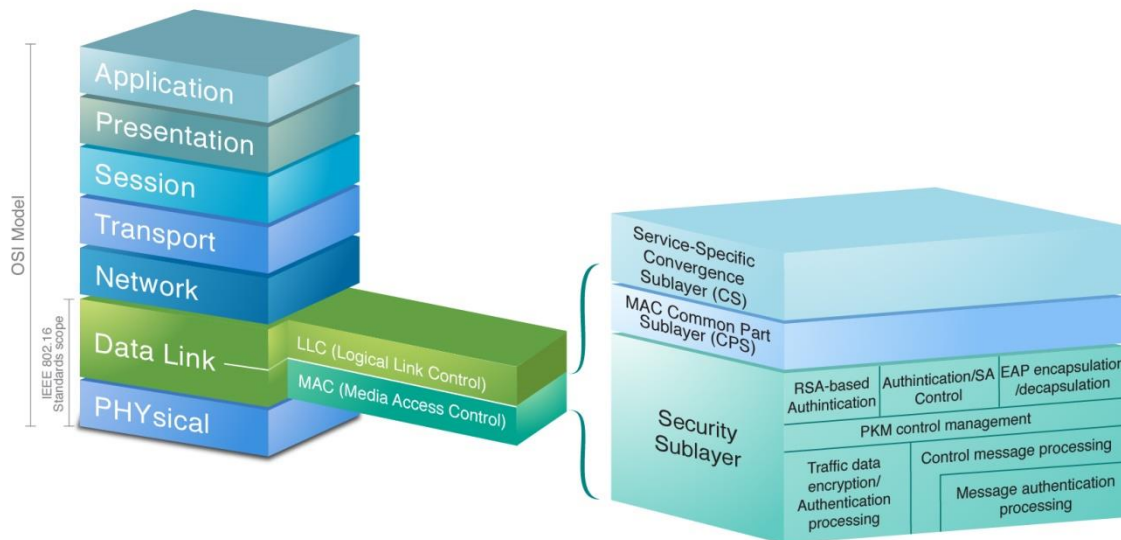 OSI Model
IEEE 802.16
Standards scope
Application
Presentation
Session
Transport
Network
Data Link
PHYsical
LLC (Logical Link Control)
MAC (Media Access Control)
Service-Specific
Convergence
Sublayer (CS)
MAC Common Part
Sublayer (CPS)
Security
Sublayer
RSA-based
Authintication
Authintication/SA
Control
EAP encapsulation
/decapsulation
PKM control management
Traffic data
encryption/
Authentication
processing
Control message processing
Message authentication
processing